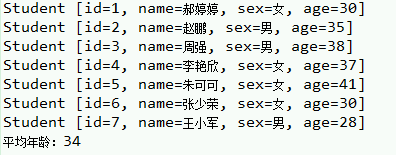 Student [id=1, name=郝婷婷, sex=女, age=30]
Student [id=2, name=赵鹏, sex=男, age=35]
Student [id=3, name=周强, sex=男, age=38]
Student [id=4, name=李艳欣, sex=女, age=37]
Student [id=5, name=朱可可, sex=女, age=41]
Student [id=6, name=张少荣, sex=女, age=30]
Student [id=7, name=王小军, sex=男, age=28]
平均年龄：34